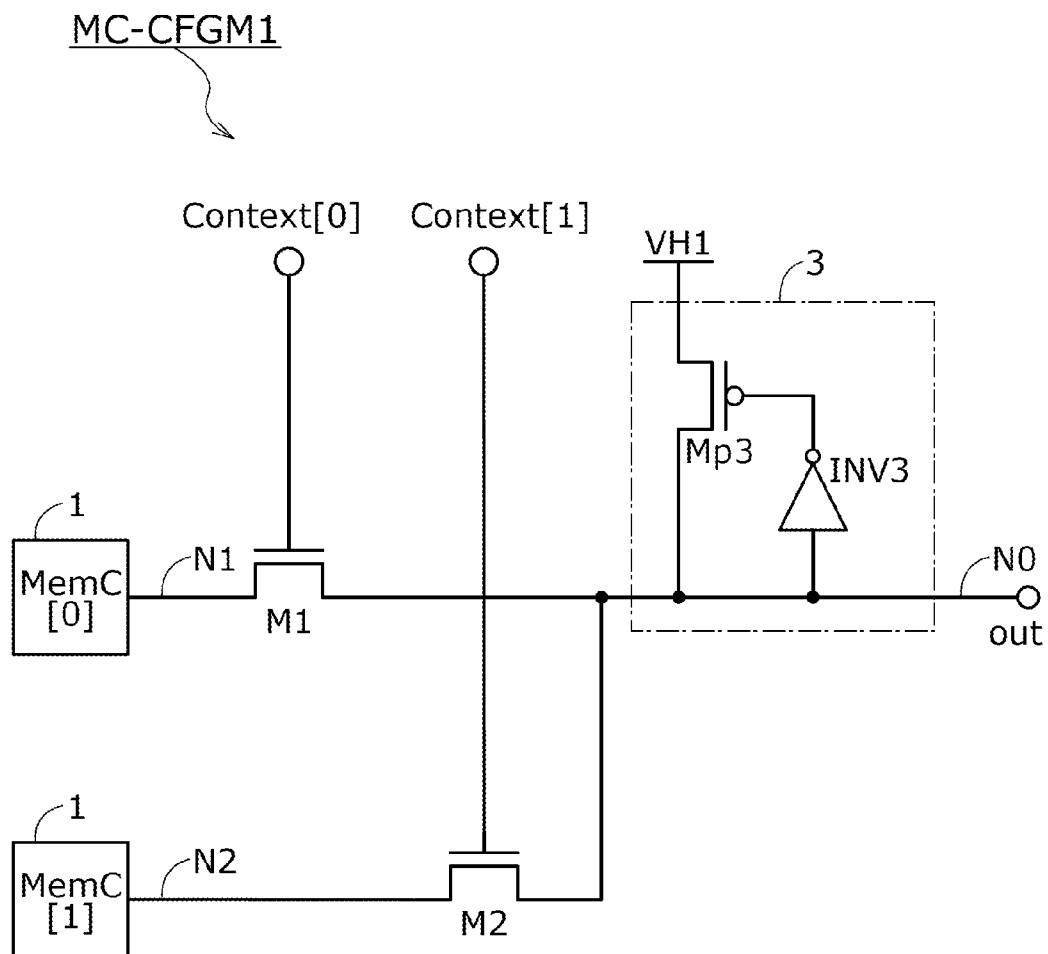 MC-CFGM1
Context[0]
Context[1]
VH1
3
Mp3
INV3
1
N1
N0
MemC
[0]
M1
out
1
N2
MemC
[1]
M2